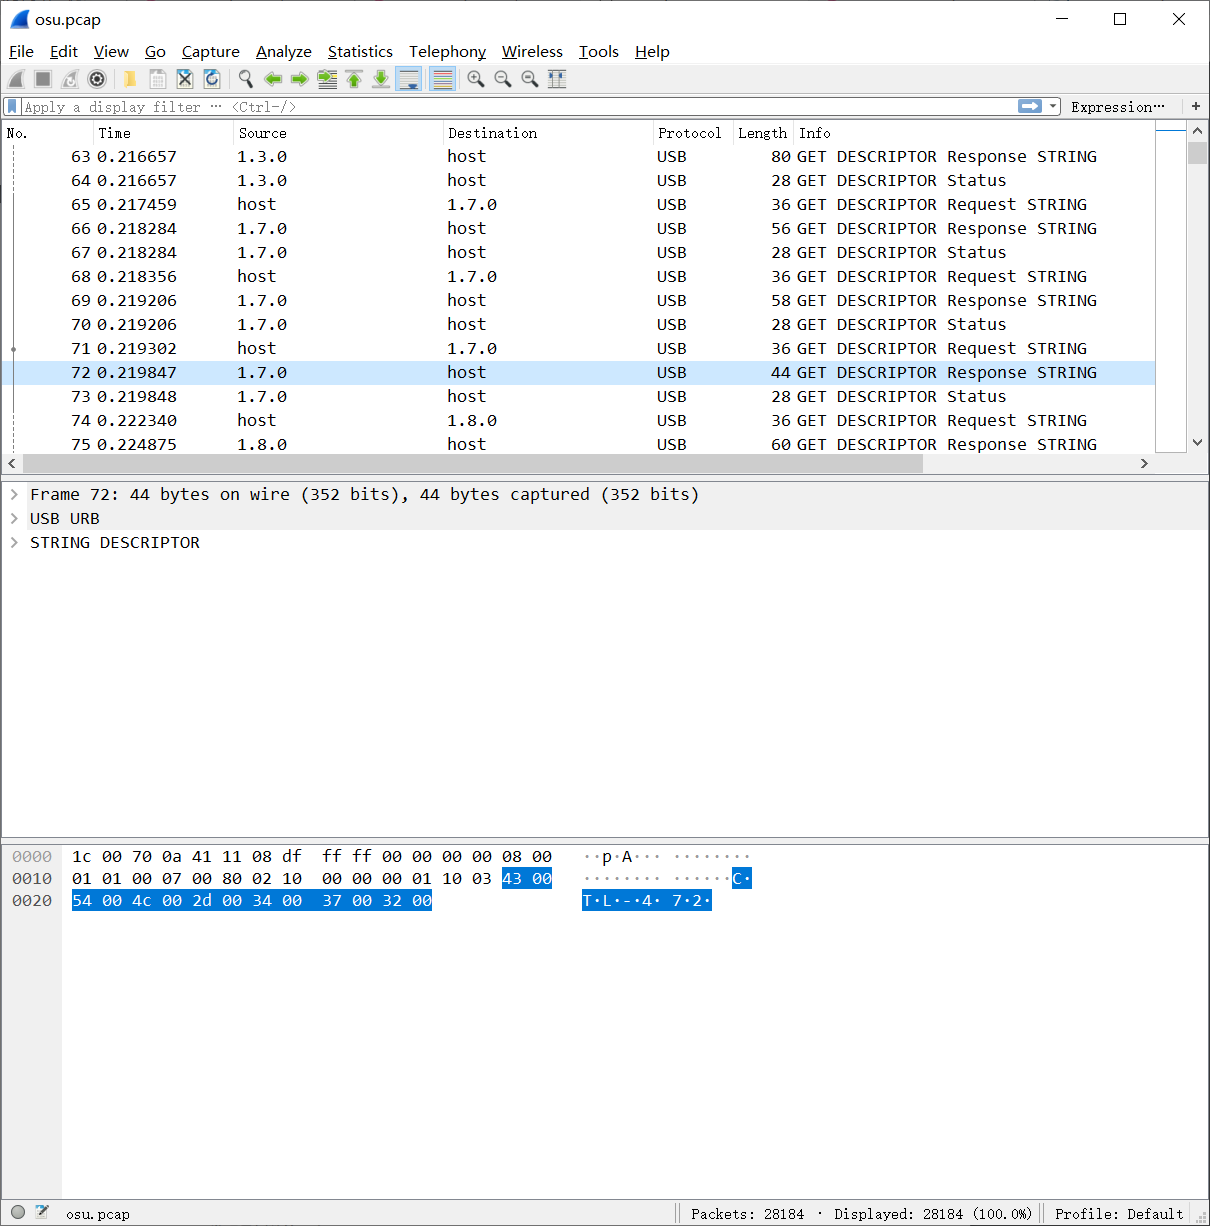 osu.pcap
File Edit View Go Capture Analyze Statistics Telephony Wireless Tools Help
Apply a display filter … <Ctrl-/> Expression… +
No. Time Source Destination Protocol Length Info
63 0.216657 1.3.0 host USB 80 GET DESCRIPTOR Response STRING
64 0.216657 1.3.0 host USB 28 GET DESCRIPTOR Status
65 0.217459 host 1.7.0 USB 36 GET DESCRIPTOR Request STRING
66 0.218284 1.7.0 host USB 56 GET DESCRIPTOR Response STRING
67 0.218284 1.7.0 host USB 28 GET DESCRIPTOR Status
68 0.218356 host 1.7.0 USB 36 GET DESCRIPTOR Request STRING
69 0.219206 1.7.0 host USB 58 GET DESCRIPTOR Response STRING
70 0.219206 1.7.0 host USB 28 GET DESCRIPTOR Status
71 0.219302 host 1.7.0 USB 36 GET DESCRIPTOR Request STRING
72 0.219847 1.7.0 host USB 44 GET DESCRIPTOR Response STRING
73 0.219848 1.7.0 host USB 28 GET DESCRIPTOR Status
74 0.222340 host 1.8.0 USB 36 GET DESCRIPTOR Request STRING
75 0.224875 1.8.0 host USB 60 GET DESCRIPTOR Response STRING
Frame 72: 44 bytes on wire (352 bits), 44 bytes captured (352 bits)
USB URB
STRING DESCRIPTOR
0000 1c 00 70 0a 41 11 08 df ff ff 00 00 00 00 08 00 ··p·A··· ········
0010 01 01 00 07 00 80 02 10 00 00 00 01 10 03 43 00 ········ ······C·
0020 54 00 4c 00 2d 00 34 00 37 00 32 00 T·L·-·4· 7·2·
osu.pcap Packets: 28184 · Displayed: 28184 (100.0%) Profile: Default